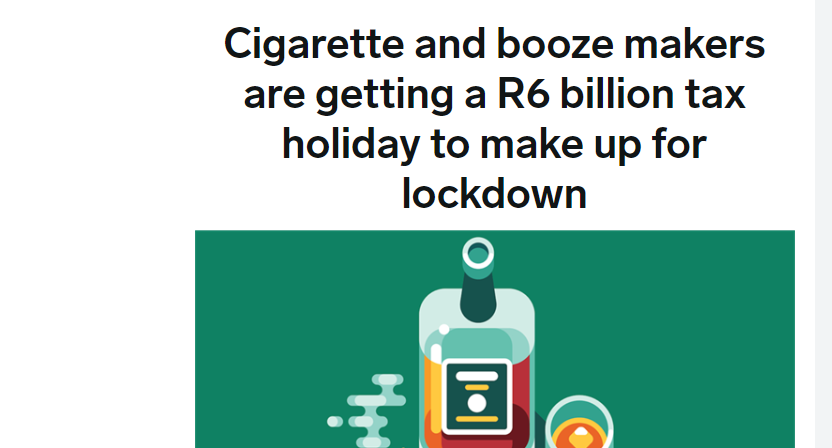 Cigarette and booze makers
are getting a R6 billion tax
holiday to make up for
lockdown